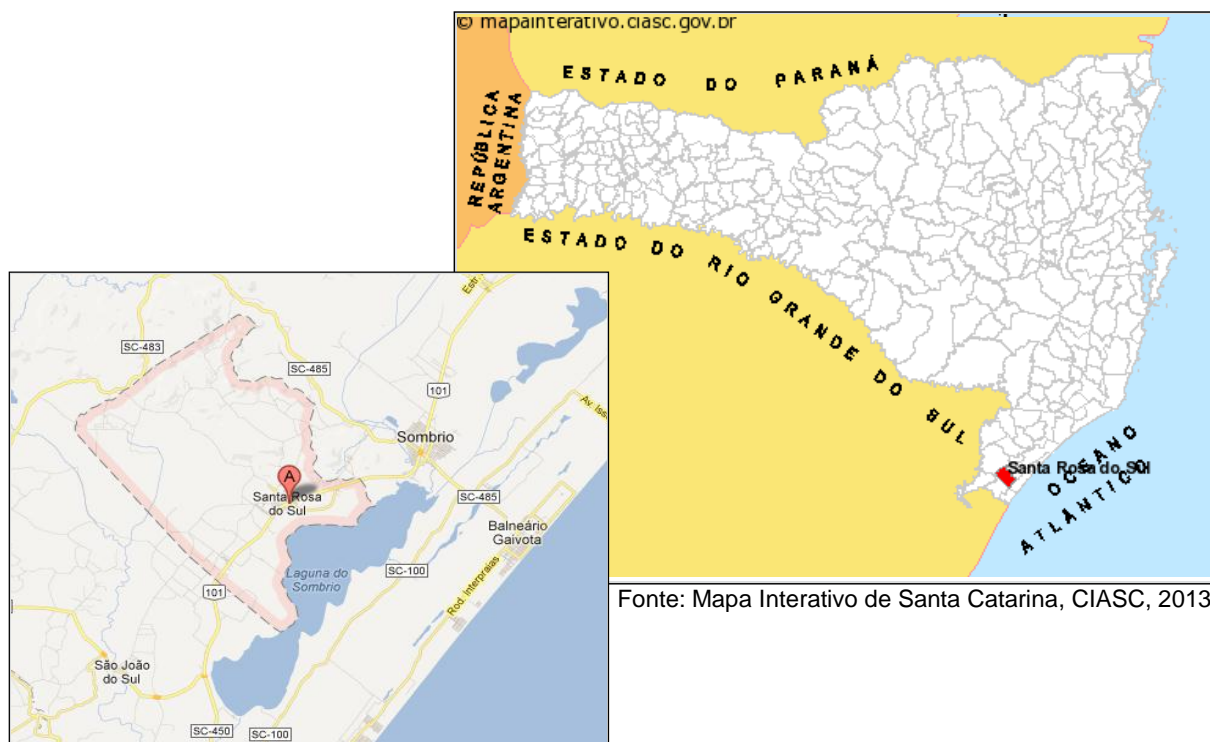 © mapainterativo.ciasc.gov.br
ESTADO DO PARANÁ
REPÚBLICA
ARGENTINA
ESTADO DO RIO GRANDE DO SUL
Santa Rosa do Sul
OCEANO
ATLÂNTICO
Fonte: Mapa Interativo de Santa Catarina, CIASC, 2013
Estr
SC-483
SC-485
101
Av. Iss
Sombrio
A
Santa Rosa
do Sul
SC-485
Balneário
Gaivota
Laguna do
Sombrio
SC-100
101
Rod. Interpraias
São João
do Sul
SC-450
SC-100